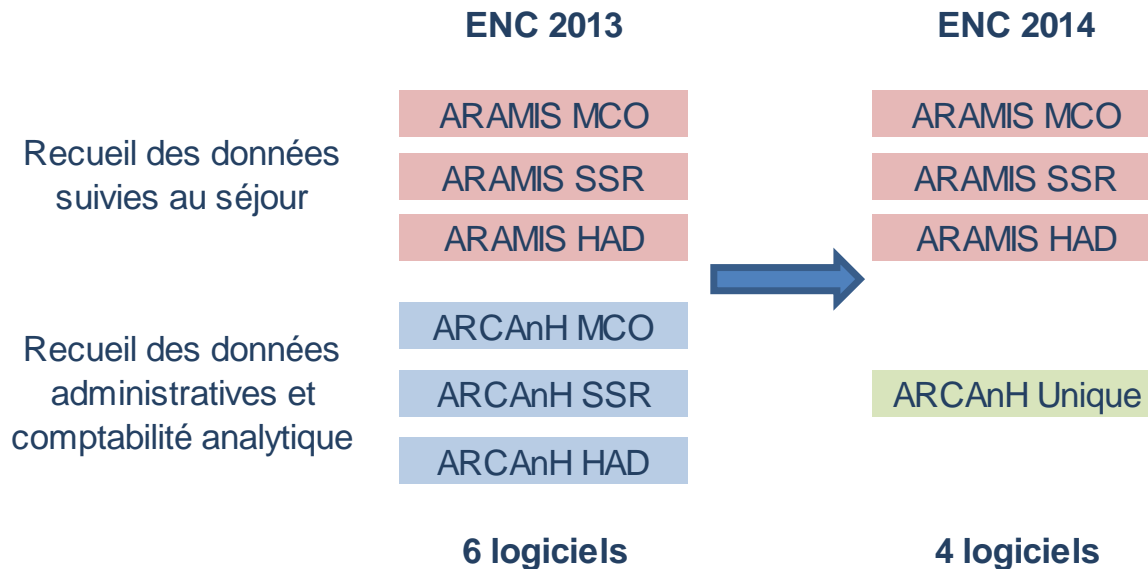 ENC 2013
ENC 2014
Recueil des données
suivies au séjour
ARAMIS MCO
ARAMIS SSR
ARAMIS HAD
ARAMIS MCO
ARAMIS SSR
ARAMIS HAD
Recueil des données
administratives et
comptabilité analytique
ARCAnH MCO
ARCAnH SSR
ARCAnH HAD
ARCAnH Unique
6 logiciels
4 logiciels